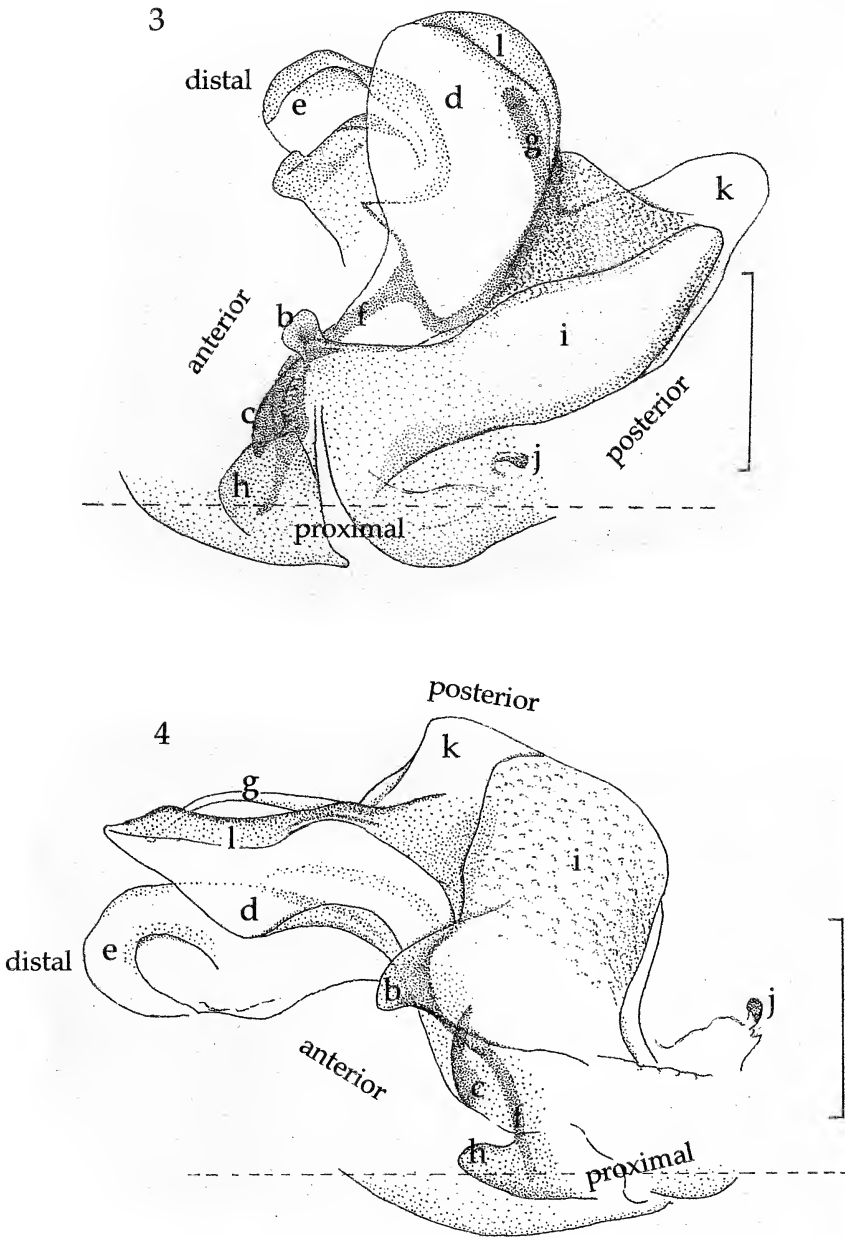 3
l
distal
e
d
g
k
anterior
b
f
i
c
posterior
j
h
proximal
posterior
4
k
g
l
i
d
e
distal
b
j
anterior
c
f
h
proximal